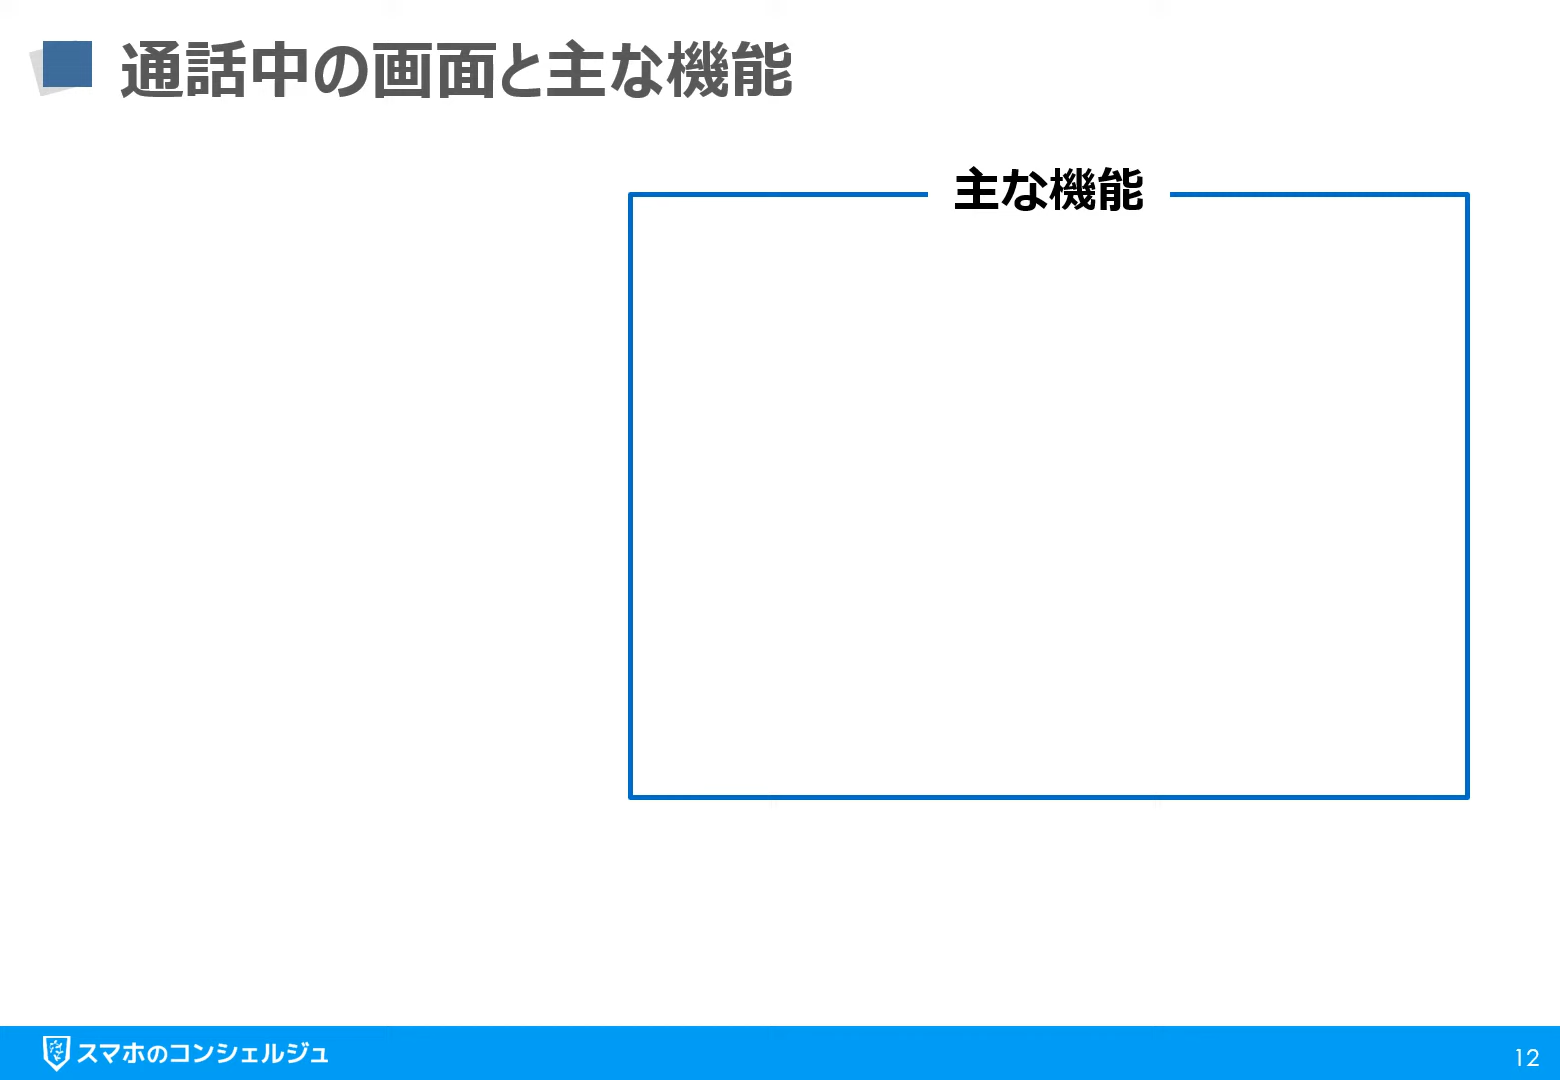 通話中の画面と主な機能
主な機能
スマホのコンシェルジュ
12